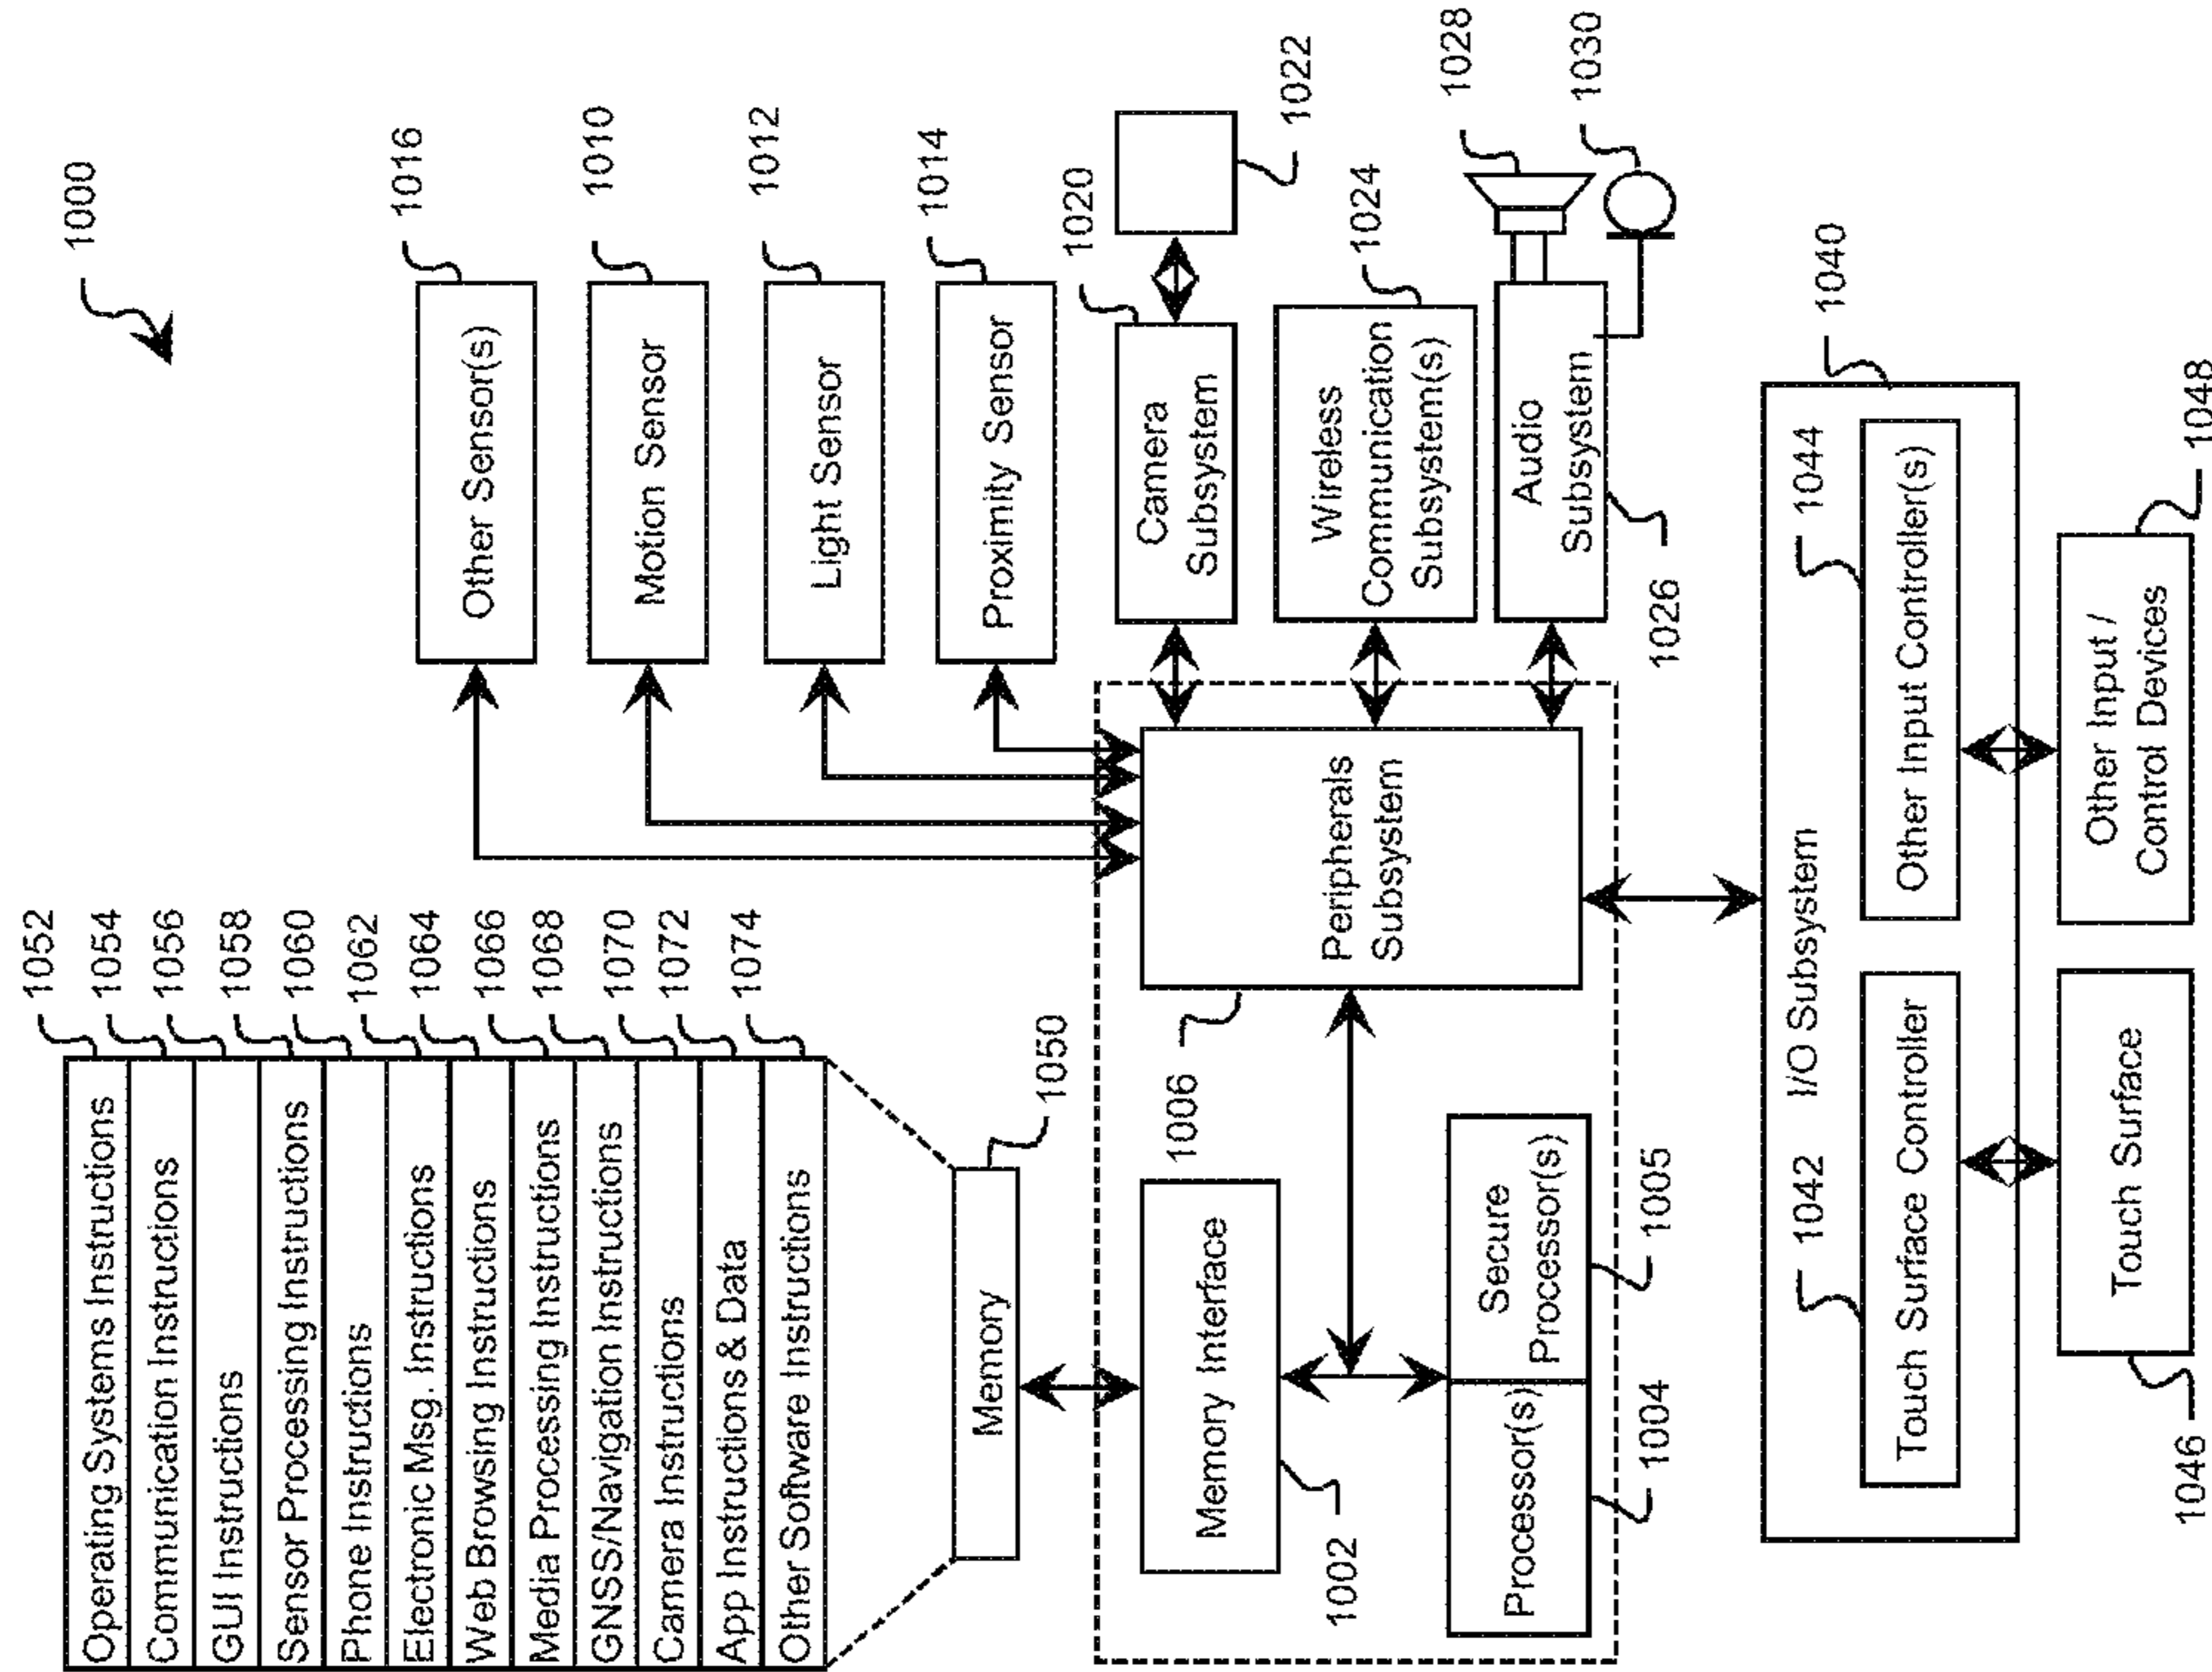 1000
Operating Systems Instructions 1052
Communication Instructions 1054
GUI Instructions 1056
Sensor Processing Instructions 1058
Phone Instructions 1060
Electronic Msg. Instructions 1062
Web Browsing Instructions 1064
Media Processing Instructions 1066
GNSS/Navigation Instructions 1068
Camera Instructions 1070
App Instructions & Data 1072
Other Software Instructions 1074
Memory
1050
Other Sensor(s)
1016
Motion Sensor
1010
Light Sensor
1012
Proximity Sensor
1014
Memory Interface
1002
1006
Peripherals
Subsystem
Processor(s)
1004
Secure
Processor(s)
1005
Camera
Subsystem
1020
1022
Wireless
Communication
Subsystem(s)
1024
Audio
Subsystem
1026
1028
1030
1040
I/O Subsystem
1042
Touch Surface Controller
1044
Other Input Controller(s)
Touch Surface
1046
Other Input /
Control Devices
1048